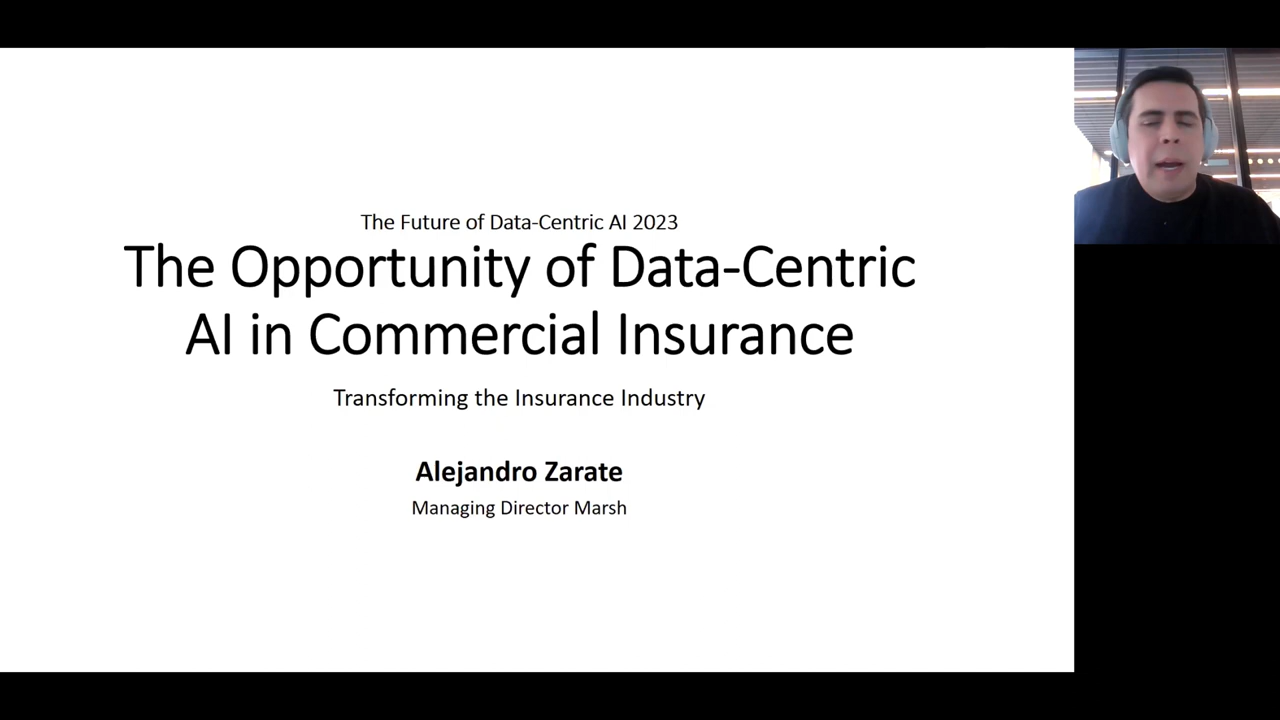 The Future of Data-Centric AI 2023
The Opportunity of Data-Centric
AI in Commercial Insurance
Transforming the Insurance Industry
Alejandro Zarate
Managing Director Marsh